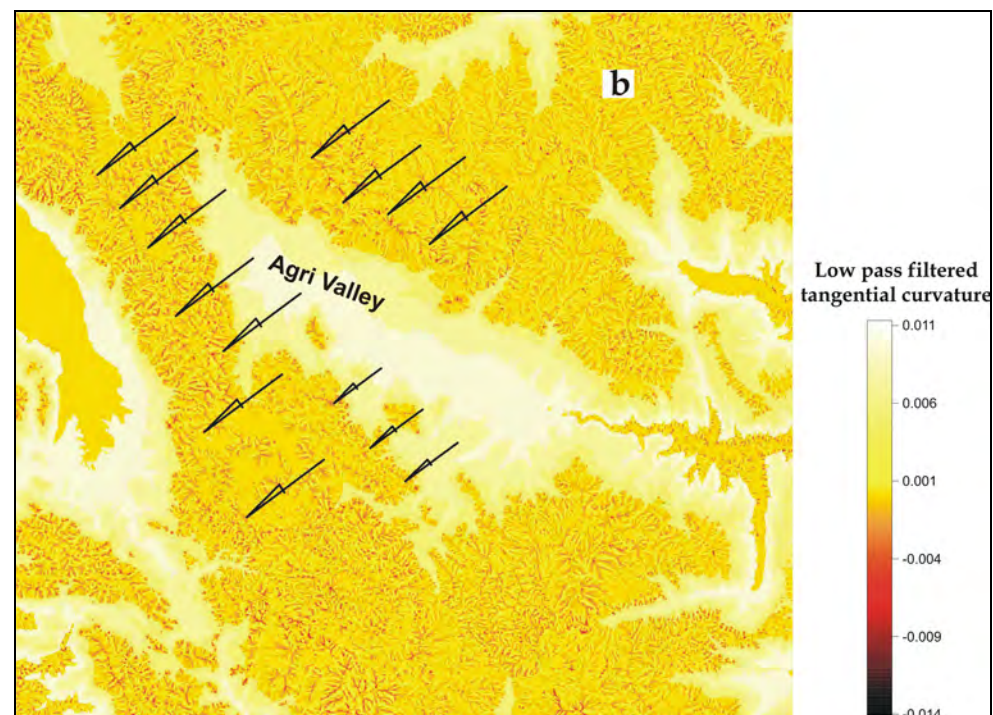 b
Agri Valley
Low pass filtered
tangential curvature
0.011
0.006
0.001
-0.004
-0.009
-0.014